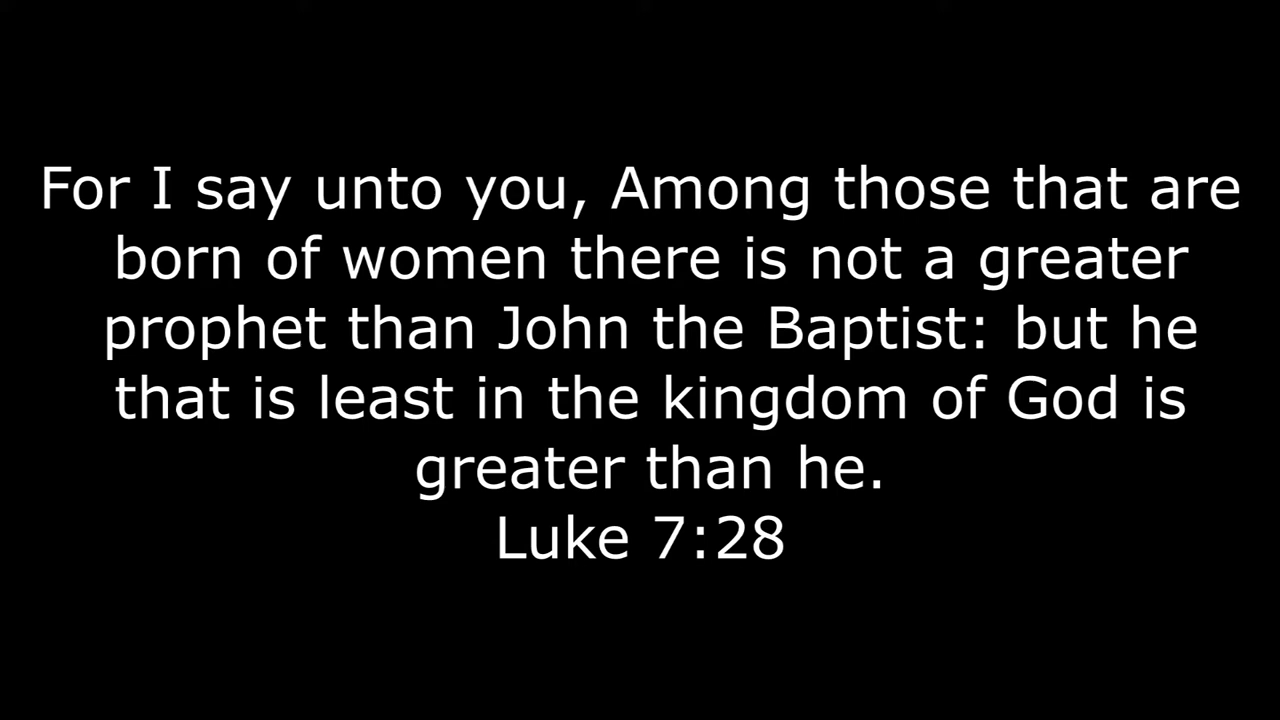 For I say unto you, Among those that are
born of women there is not a greater
prophet than John the Baptist: but he
that is least in the kingdom of God is
greater than he.
Luke 7:28